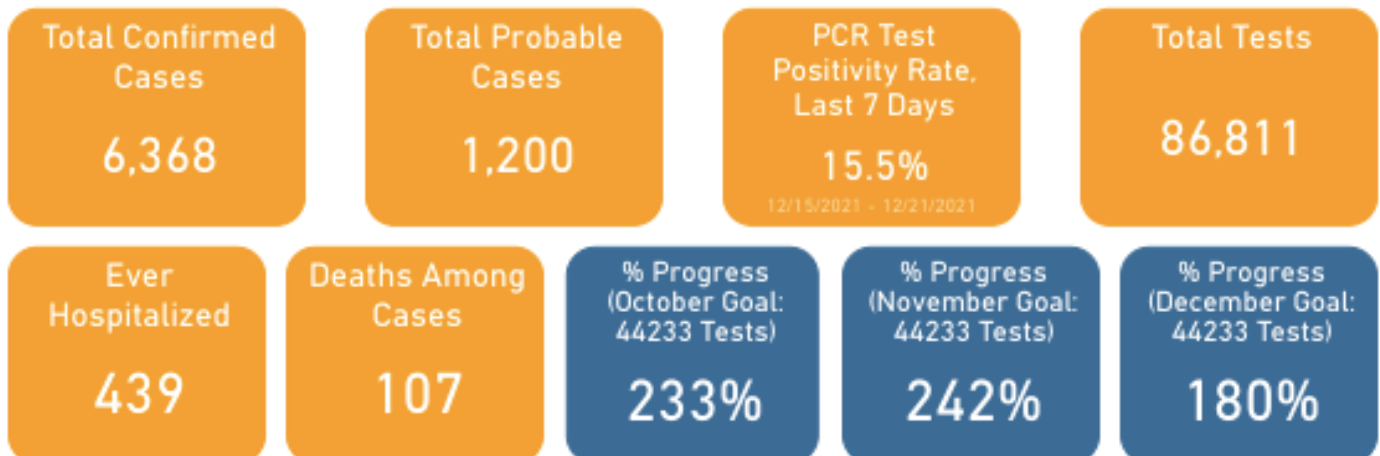 Total Confirmed
Cases
6,368
Total Probable
Cases
1,200
PCR Test
Positivity Rate,
Last 7 Days
15.5%
12/15/2021 - 12/21/2021
Total Tests
86,811
Ever
Hospitalized
439
Deaths Among
Cases
107
% Progress
(October Goal:
44233 Tests)
233%
% Progress
(November Goal:
44233 Tests)
242%
% Progress
(December Goal:
44233 Tests)
180%